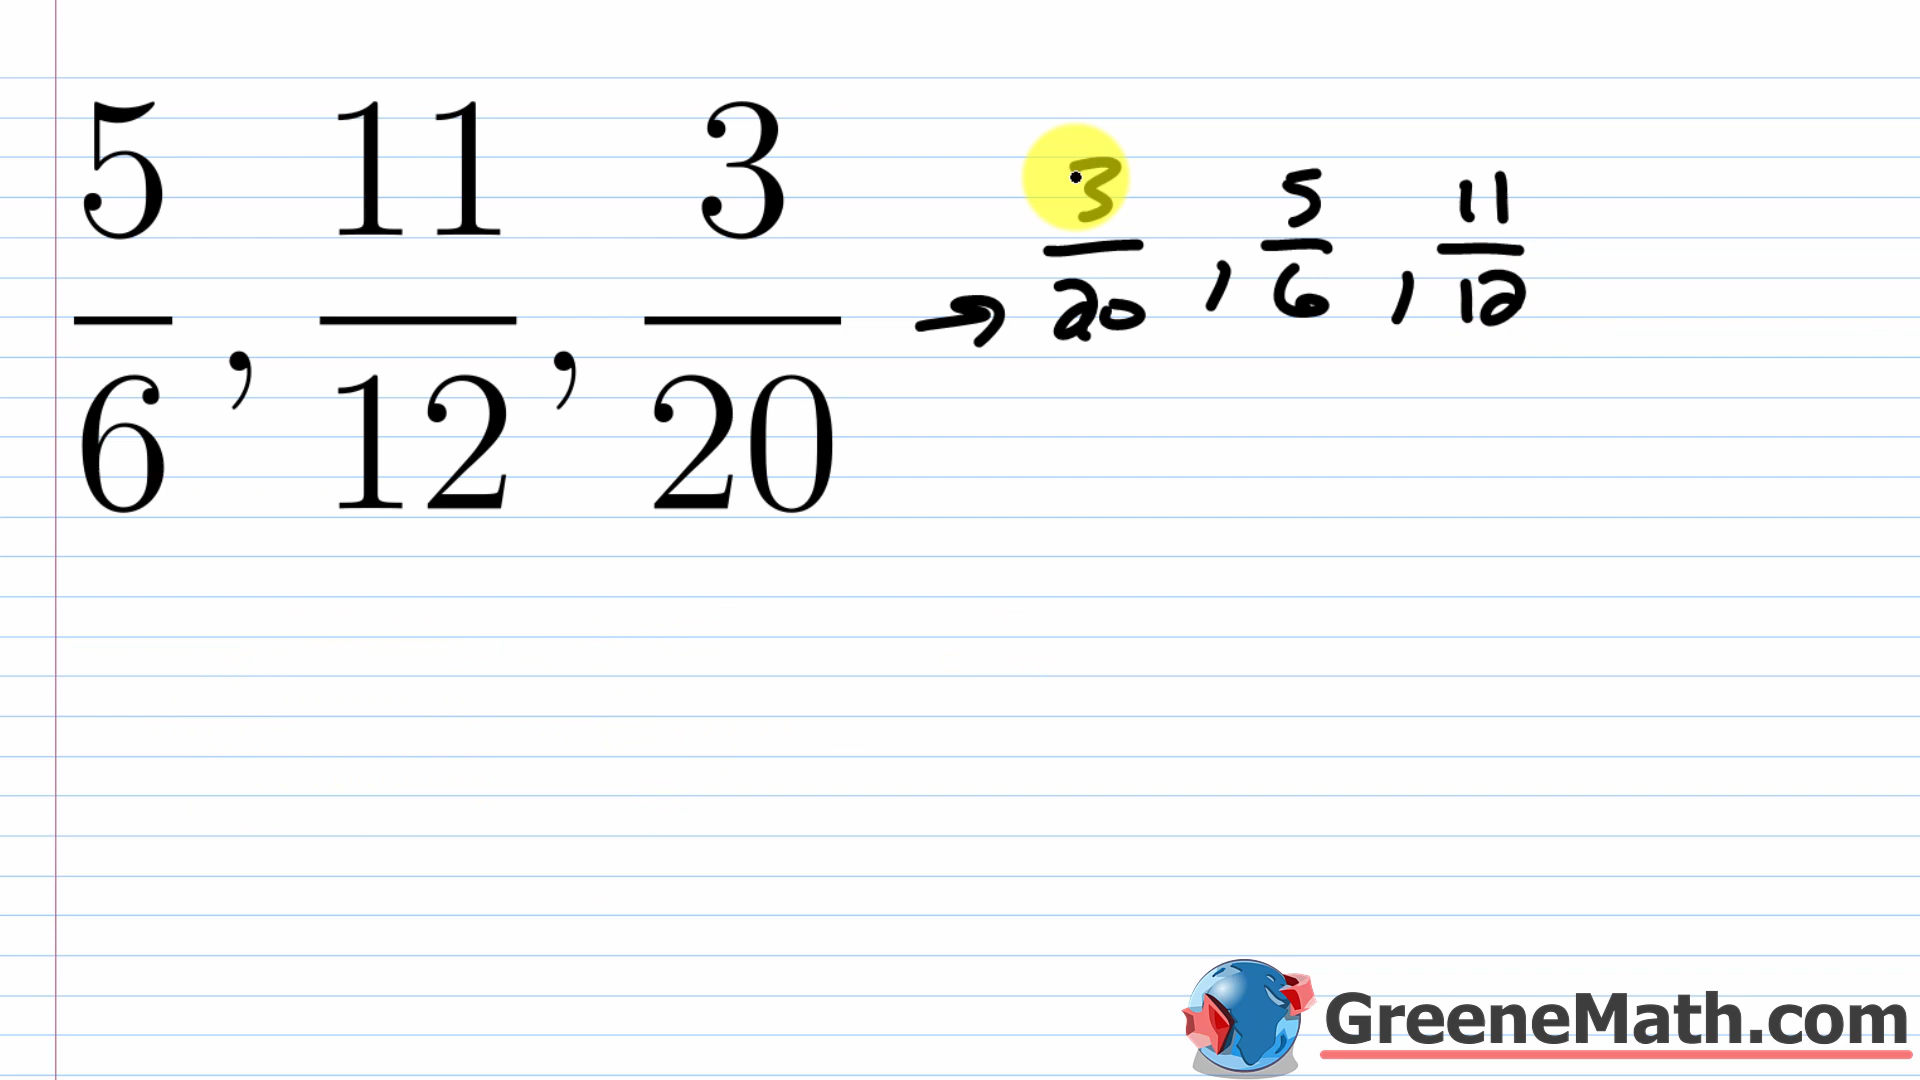 5/6, 11/12, 3/20 → 3/20, 5/6, 11/12
GreeneMath.com